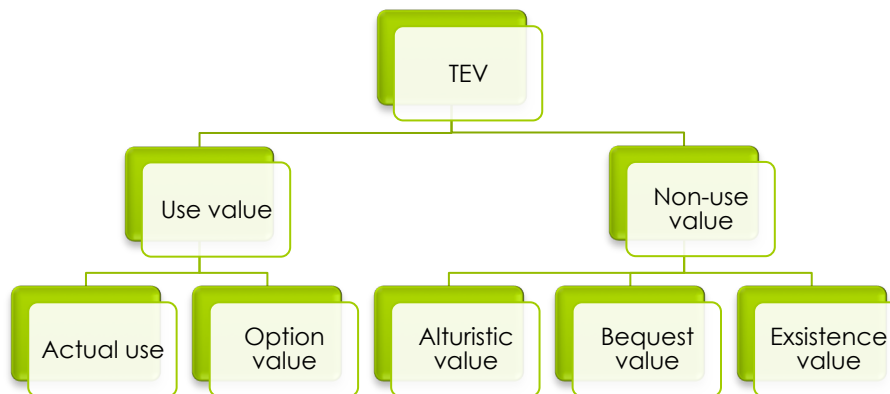 TEV
Use value
Non-use
value
Actual use
Option
value
Alturistic
value
Bequest
value
Exsistence
value